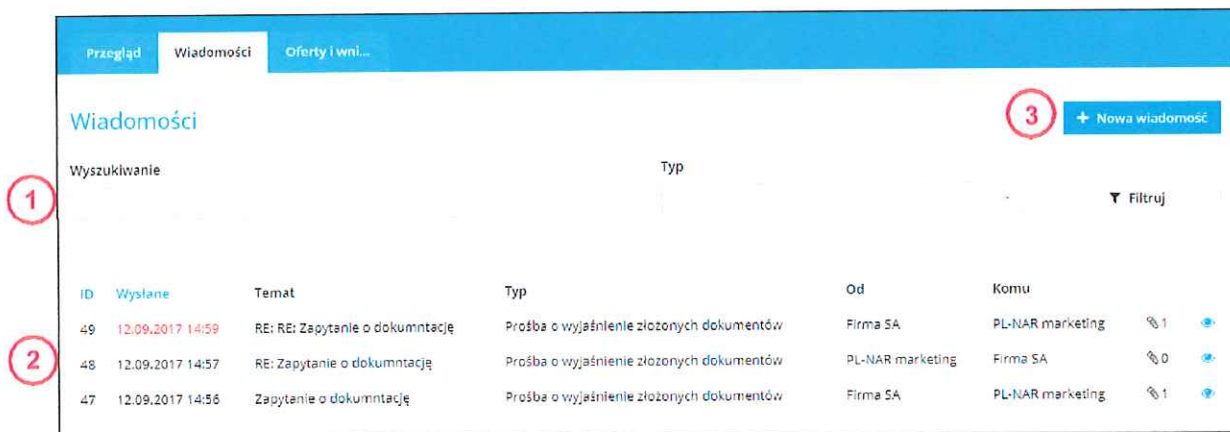 Przegląd Wiadomości Oferty i wni...
Wiadomości 3 + Nowa wiadomość
Wyszukiwanie Typ
1 Filtruj
ID Wysłane Temat Typ Od Komu
49 12.09.2017 14:59 RE: RE: Zapytanie o dokumntację Prośba o wyjaśnienie złożonych dokumentów Firma SA PL-NAR marketing 1
2 48 12.09.2017 14:57 RE: Zapytanie o dokumntację Prośba o wyjaśnienie złożonych dokumentów PL-NAR marketing Firma SA 0
47 12.09.2017 14:56 Zapytanie o dokumntację Prośba o wyjaśnienie złożonych dokumentów Firma SA PL-NAR marketing 1